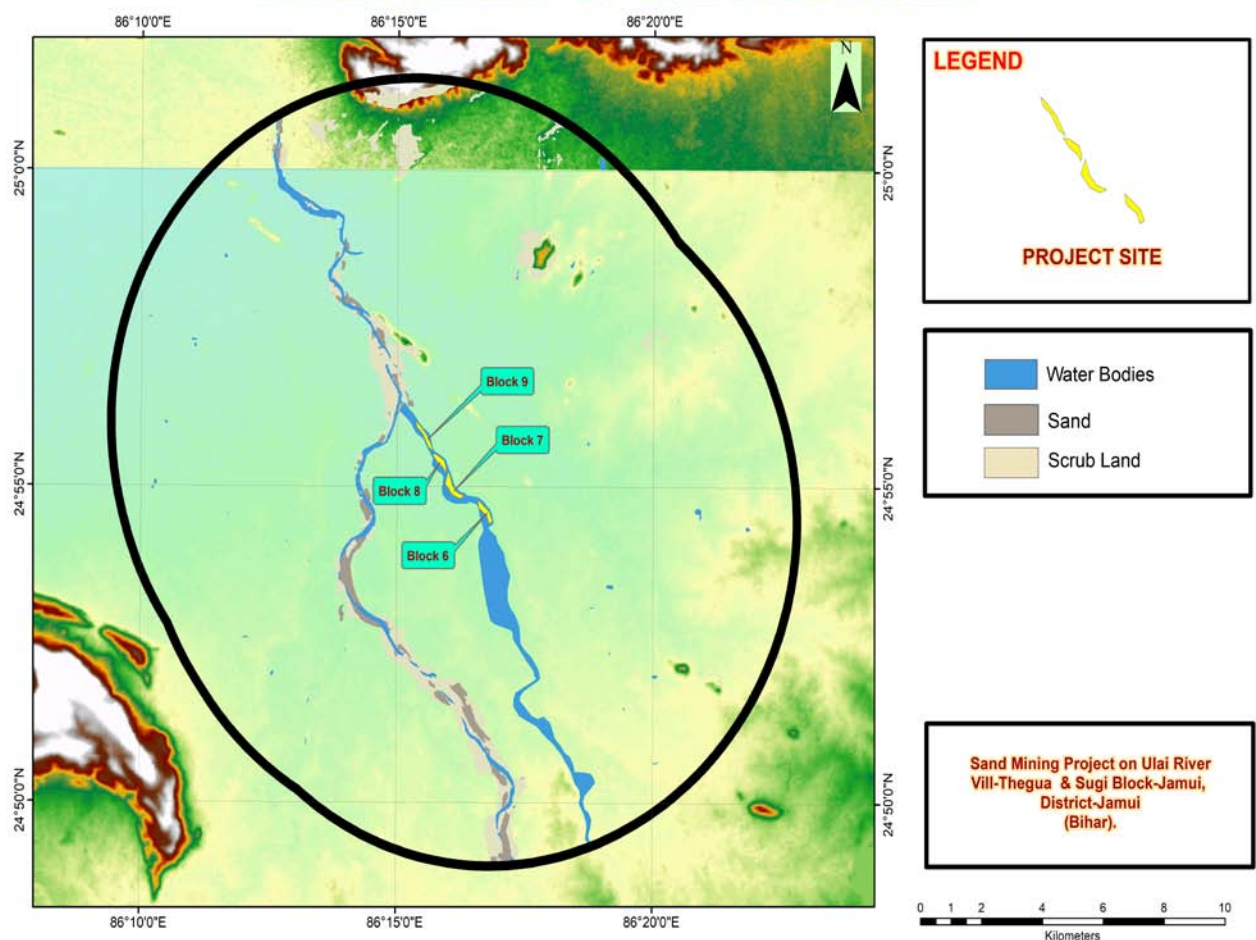 86°10'0"E
86°15'0"E
86°20'0"E
N
25°0'0"N
25°0'0"N
Block 9
Block 7
Block 8
24°55'0"N
24°55'0"N
Block 6
24°50'0"N
24°50'0"N
86°10'0"E
86°15'0"E
86°20'0"E
LEGEND
PROJECT SITE
Water Bodies
Sand
Scrub Land
Sand Mining Project on Ulai River
Vill-Thegua & Sugi Block-Jamui,
District-Jamui
(Bihar).
0 1 2 4 6 8 10
Kilometers